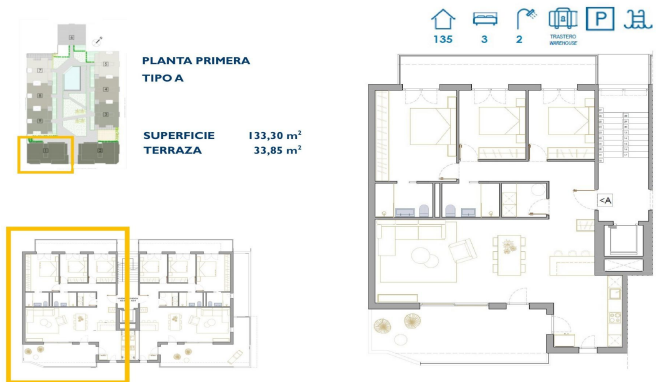 PLANTA PRIMERA
TIPO A
SUPERFICIE 133,30 m²
TERRAZA 33,85 m²
135
3
2
TRASTERO
WAREHOUSE
P
<A